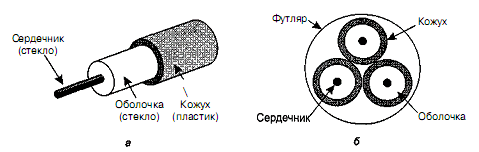 Сердечник
(стекло)
Оболочка
(стекло)
Кожух
(пластик)
а
Футляр
Кожух
Сердечник
Оболочка
б